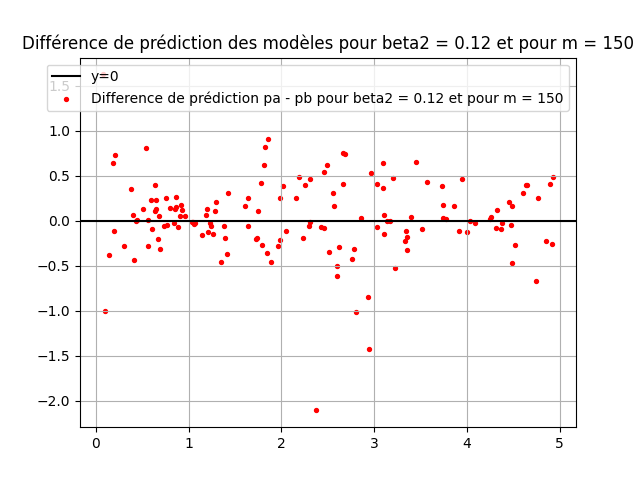 Différence de prédiction des modèles pour beta2 = 0.12 et pour m = 150
y=0
Difference de prédiction pa - pb pour beta2 = 0.12 et pour m = 150
1.5
1.0
0.5
0.0
−0.5
−1.0
−1.5
−2.0
0 1 2 3 4 5